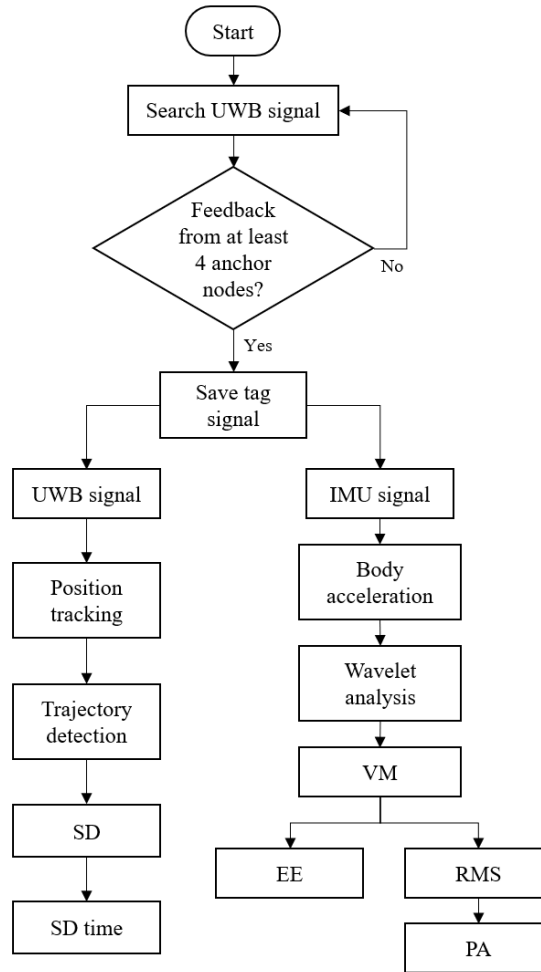 Start
Search UWB signal
Feedback
from at least
4 anchor
nodes?
No
Yes
Save tag
signal
UWB signal
IMU signal
Position
tracking
Body
acceleration
Trajectory
detection
Wavelet
analysis
VM
SD
EE
RMS
SD time
PA